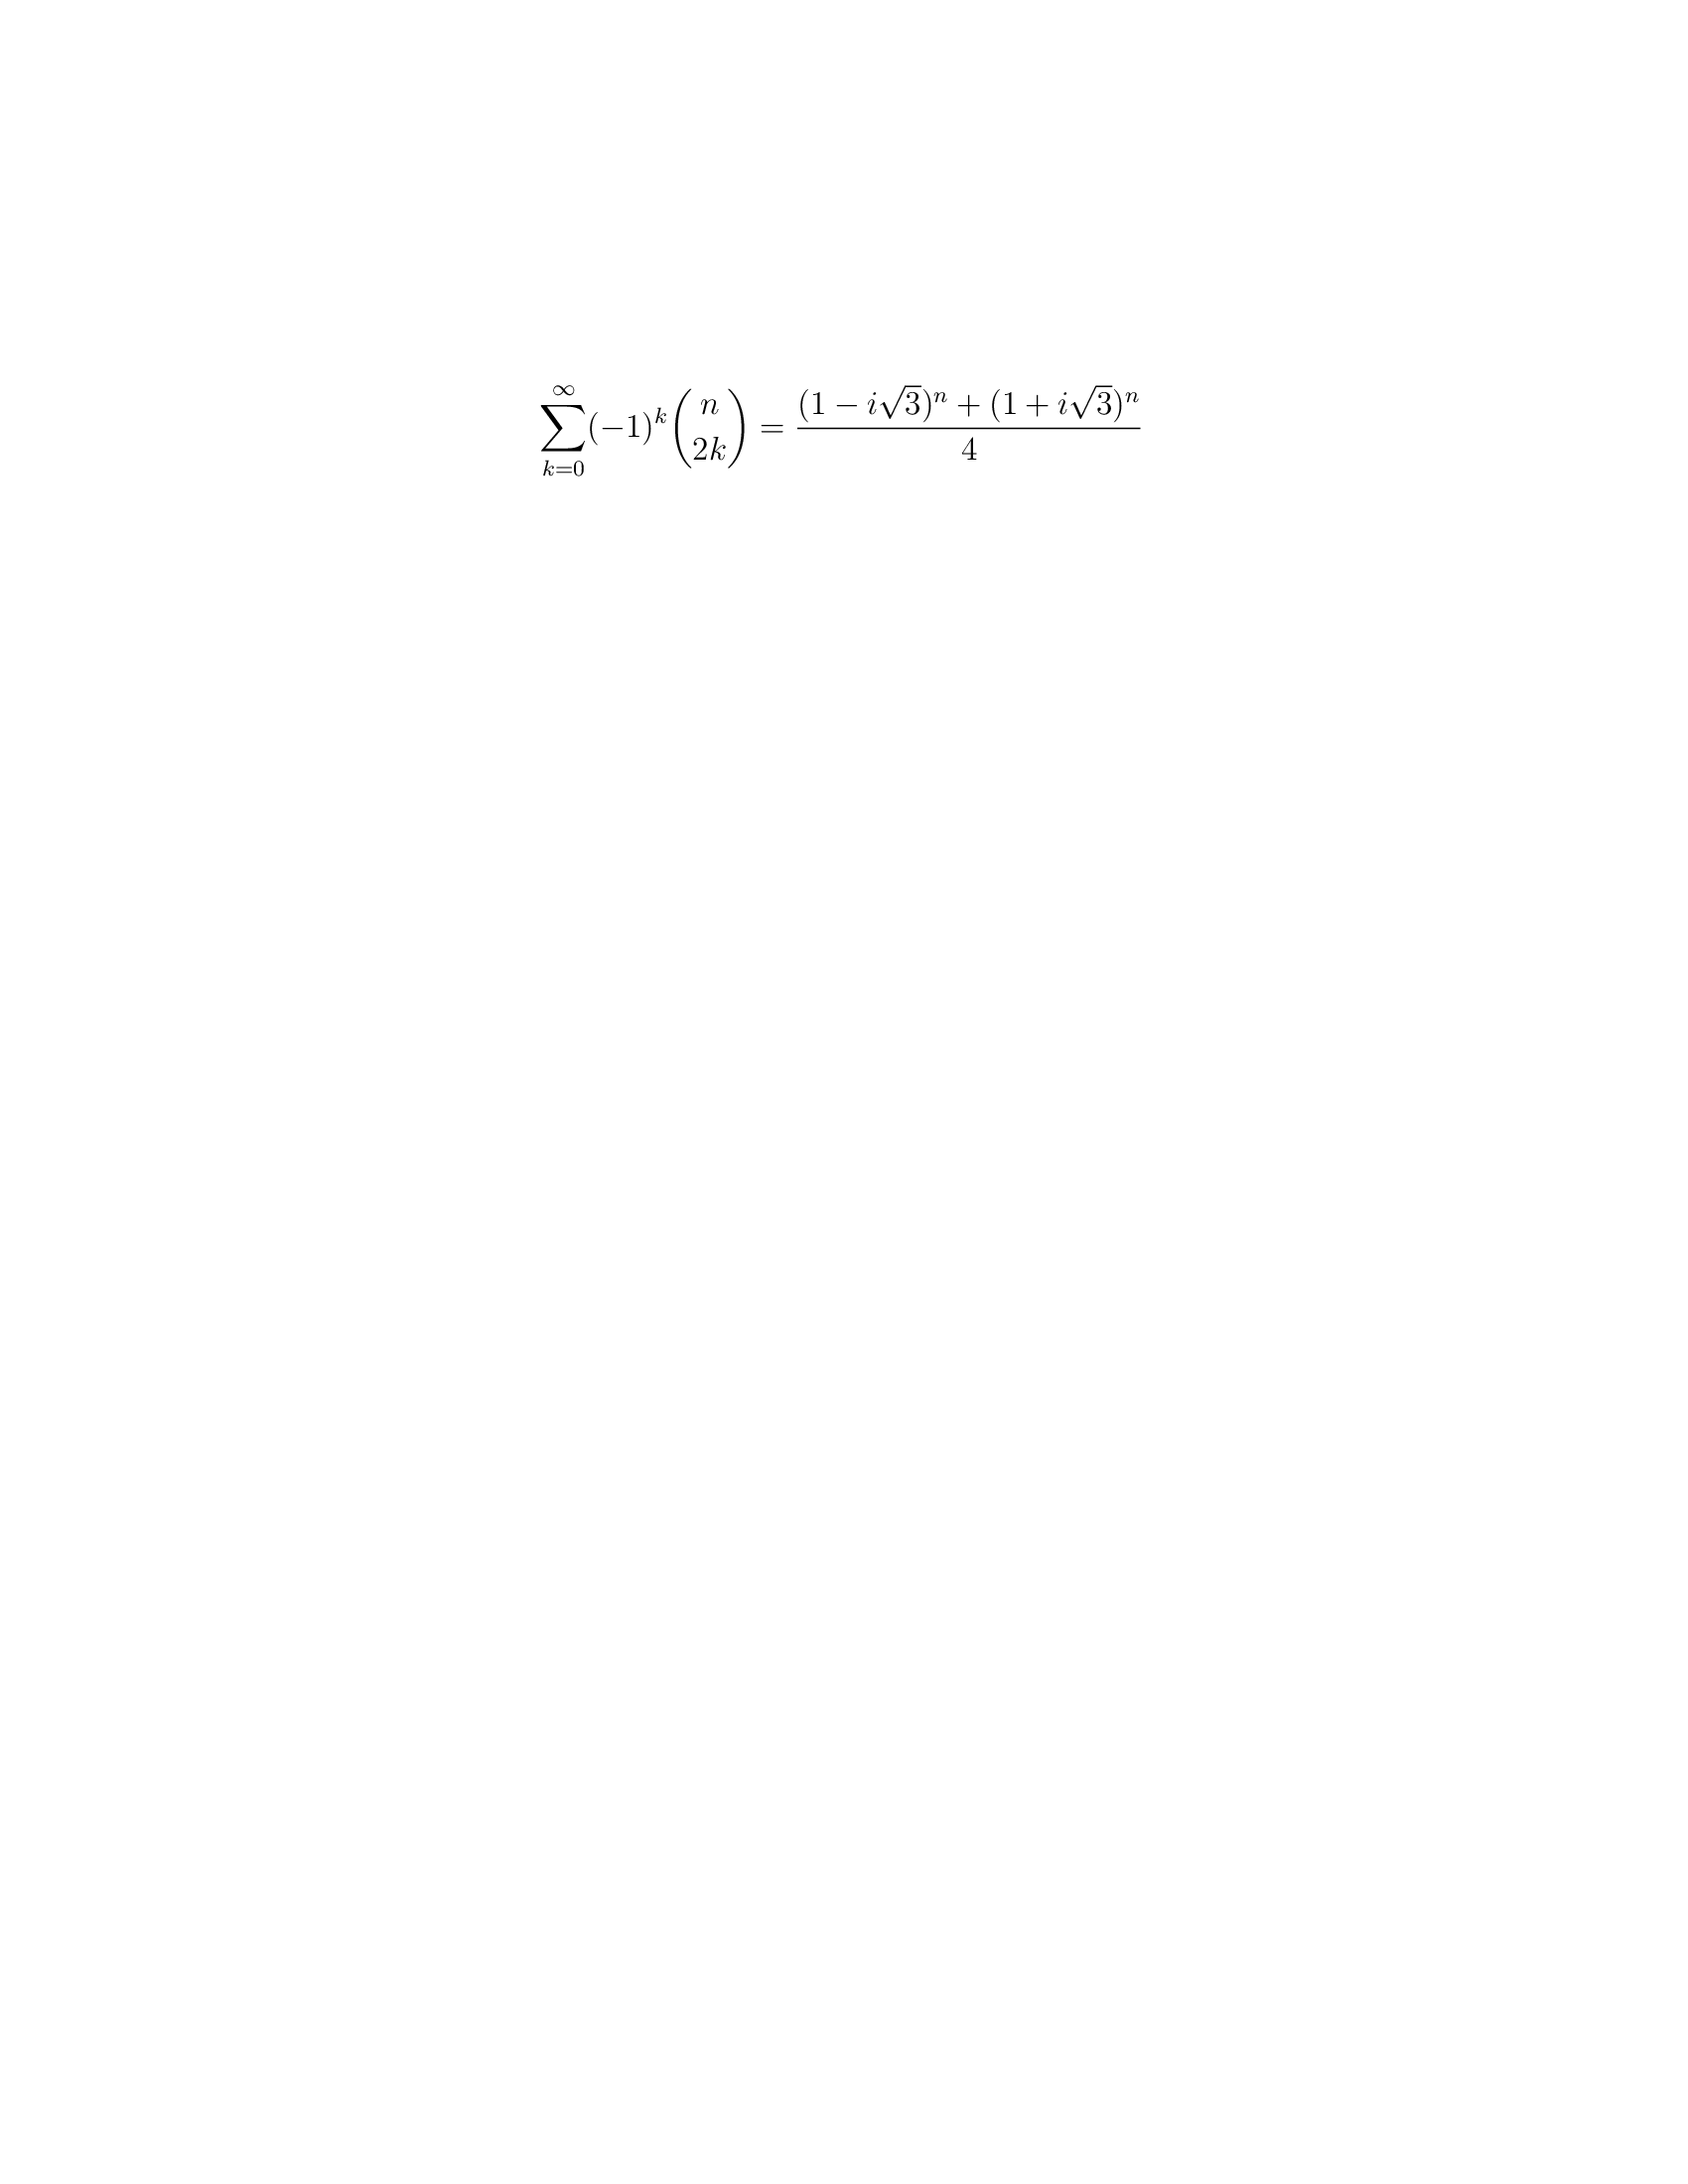 $$\sum_{k=0}^{\infty} (-1)^k \binom{n}{2k} = \frac{(1 - i\sqrt{3})^n + (1 + i\sqrt{3})^n}{4}$$